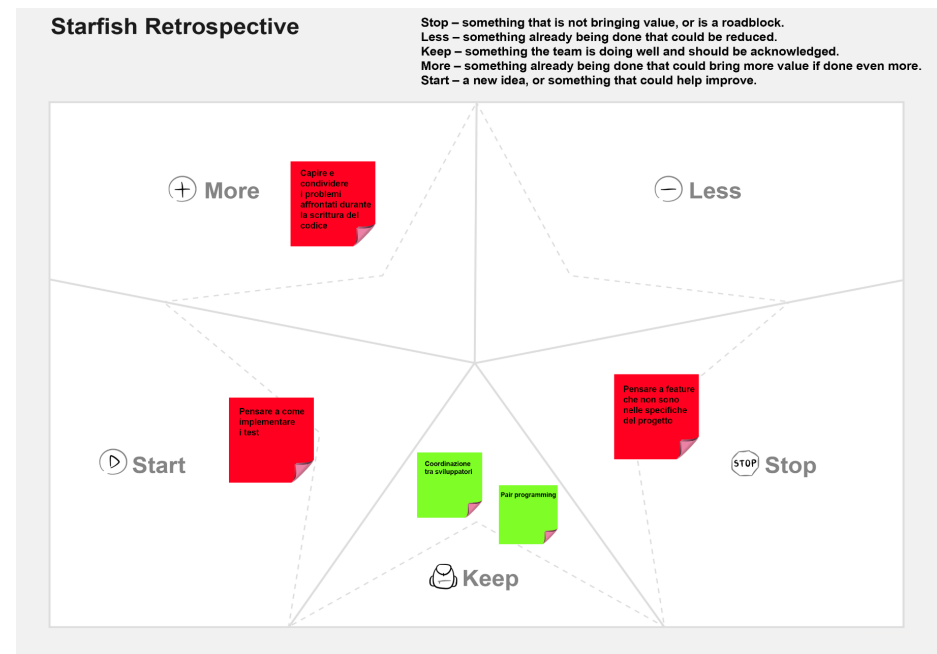 Starfish Retrospective
Stop – something that is not bringing value, or is a roadblock.
Less – something already being done that could be reduced.
Keep – something the team is doing well and should be acknowledged.
More – something already being done that could bring more value if done even more.
Start – a new idea, or something that could help improve.
More
Capire e
condividere
i problemi
affrontati durante
la scrittura del
codice
Less
Start
Pensare a come
implementare
i test
Pensare a feature
che non sono
nelle specifiche
del progetto
STOP
Stop
Coordinazione
tra sviluppatori
Pair programming
Keep